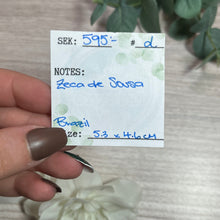 SEK: 595:- # d
NOTES:
Zeca de Sousa
Brazil
Size: 5.3 x 4.6 cm